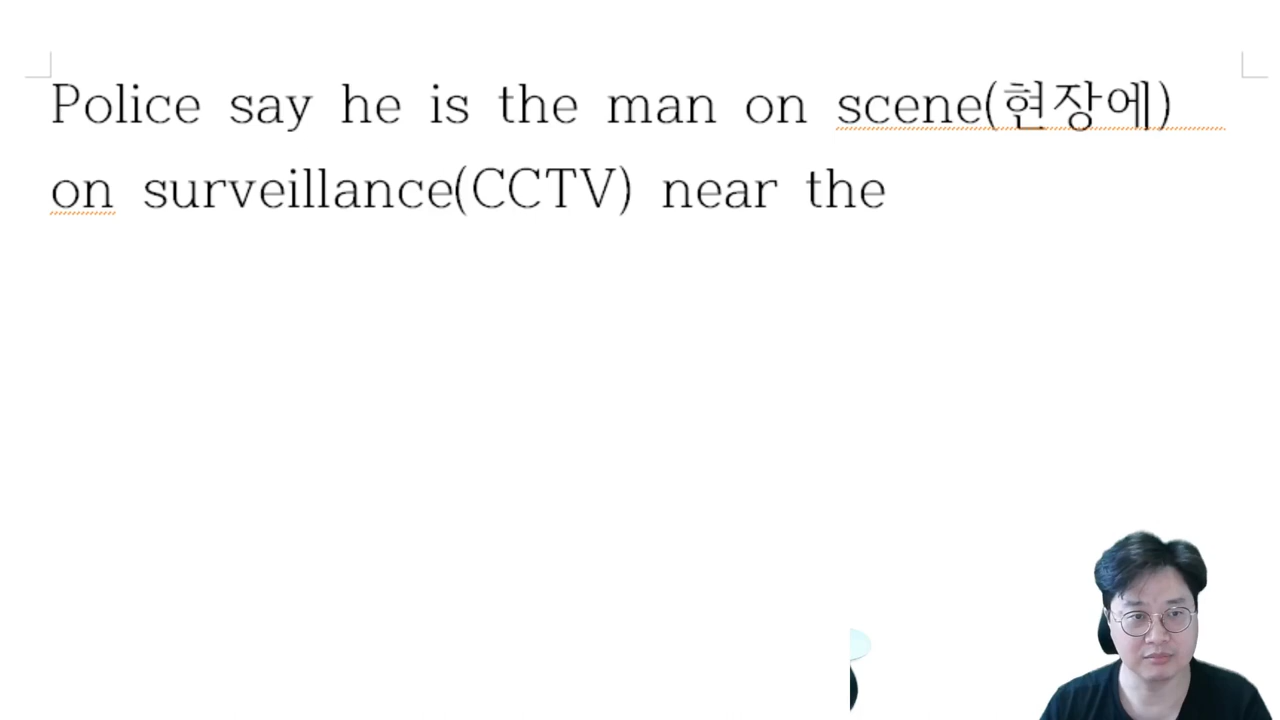 Police say he is the man on scene(현장에)
on surveillance(CCTV) near the